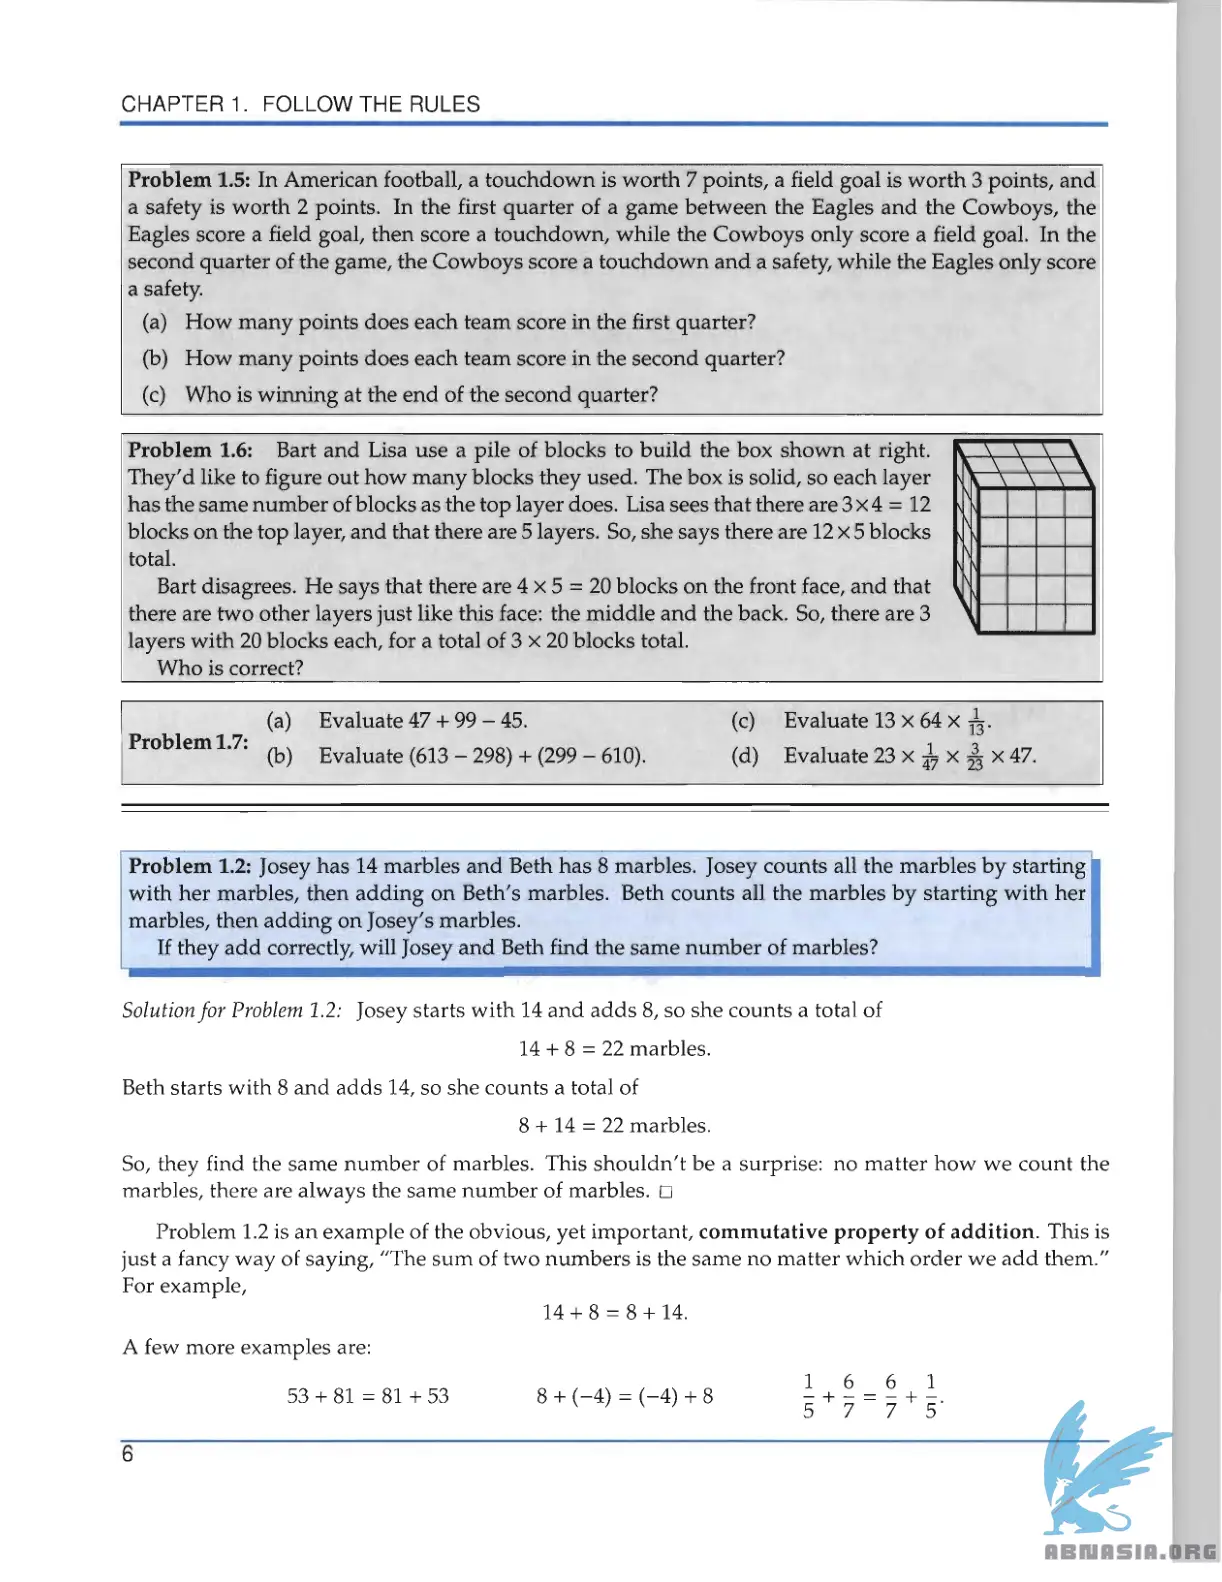 CHAPTER 1. FOLLOW THE RULES
Problem 1.5: In American football, a touchdown is worth 7 points, a field goal is worth 3 points, and
a safety is worth 2 points. In the first quarter of a game between the Eagles and the Cowboys, the
Eagles score a field goal, then score a touchdown, while the Cowboys only score a field goal. In the
second quarter of the game, the Cowboys score a touchdown and a safety, while the Eagles only score
a safety.
(a) How many points does each team score in the first quarter?
(b) How many points does each team score in the second quarter?
(c) Who is winning at the end of the second quarter?
Problem 1.6: Bart and Lisa use a pile of blocks to build the box shown at right.
They'd like to figure out how many blocks they used. The box is solid, so each layer
has the same number of blocks as the top layer does. Lisa sees that there are 3 × 4 = 12
blocks on the top layer, and that there are 5 layers. So, she says there are 12 × 5 blocks
total.
Bart disagrees. He says that there are 4 × 5 = 20 blocks on the front face, and that
there are two other layers just like this face: the middle and the back. So, there are 3
layers with 20 blocks each, for a total of 3 × 20 blocks total.
Who is correct?
Problem 1.7:
(a) Evaluate 47 + 99 – 45.
(b) Evaluate (613 – 298) + (299 – 610).
(c) Evaluate 13 × 64 × 1/13.
(d) Evaluate 23 × 1/47 × 3/23 × 47.
Problem 1.2: Josey has 14 marbles and Beth has 8 marbles. Josey counts all the marbles by starting
with her marbles, then adding on Beth's marbles. Beth counts all the marbles by starting with her
marbles, then adding on Josey's marbles.
If they add correctly, will Josey and Beth find the same number of marbles?
Solution for Problem 1.2: Josey starts with 14 and adds 8, so she counts a total of
14 + 8 = 22 marbles.
Beth starts with 8 and adds 14, so she counts a total of
8 + 14 = 22 marbles.
So, they find the same number of marbles. This shouldn't be a surprise: no matter how we count the
marbles, there are always the same number of marbles. □
Problem 1.2 is an example of the obvious, yet important, commutative property of addition. This is
just a fancy way of saying, "The sum of two numbers is the same no matter which order we add them."
For example,
14 + 8 = 8 + 14.
A few more examples are:
53 + 81 = 81 + 53 8 + (–4) = (–4) + 8 1/5 + 6/7 = 6/7 + 1/5.
6
ABNASIA.ORG